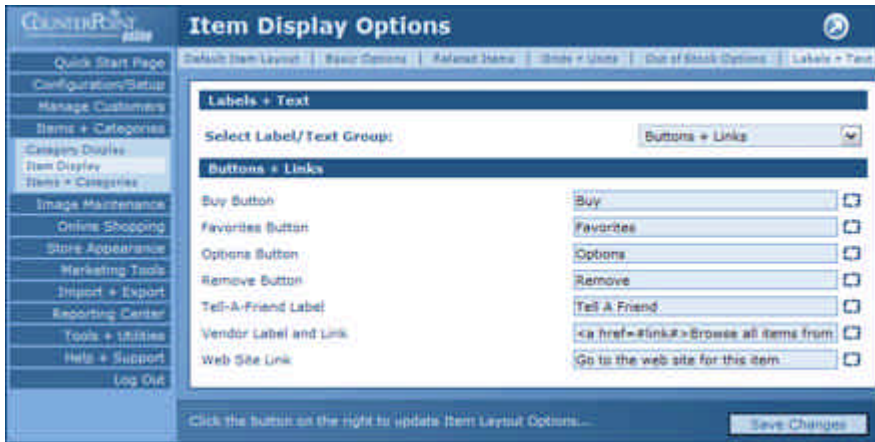 COUNTERPOINT
online
Item Display Options
Default Item Layout | Basic Options | Related Items | Grids + Units | Out of Stock Options | Labels + Text
Quick Start Page
Configuration/Setup
Manage Customers
Items + Categories
Category Display
Item Display
Items + Categories
Image Maintenance
Online Shopping
Store Appearance
Marketing Tools
Import + Export
Reporting Center
Tools + Utilities
Help + Support
Log Out
Labels + Text
Select Label/Text Group: Buttons + Links
Buttons + Links
Buy Button Buy
Favorites Button Favorites
Options Button Options
Remove Button Remove
Tell-A-Friend Label Tell A Friend
Vendor Label and Link <a href=#link#>Browse all items from
Web Site Link Go to the web site for this item
Click the button on the right to update Item Layout Options...
Save Changes